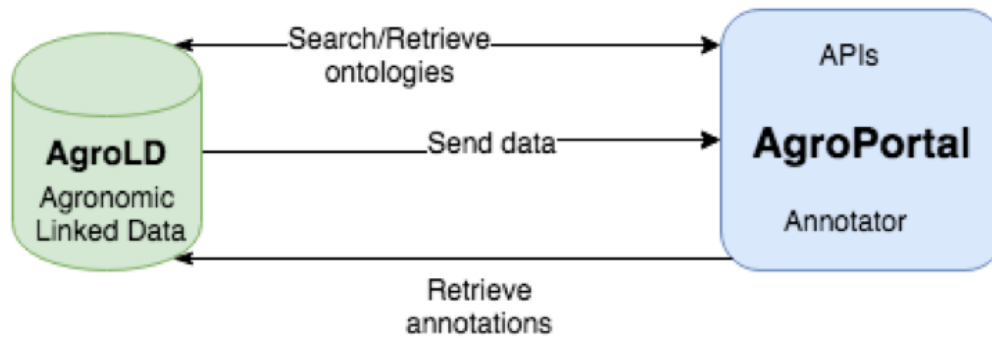 Search/Retrieve
ontologies
APIs
AgroLD
Agronomic
Linked Data
Send data
AgroPortal
Annotator
Retrieve
annotations